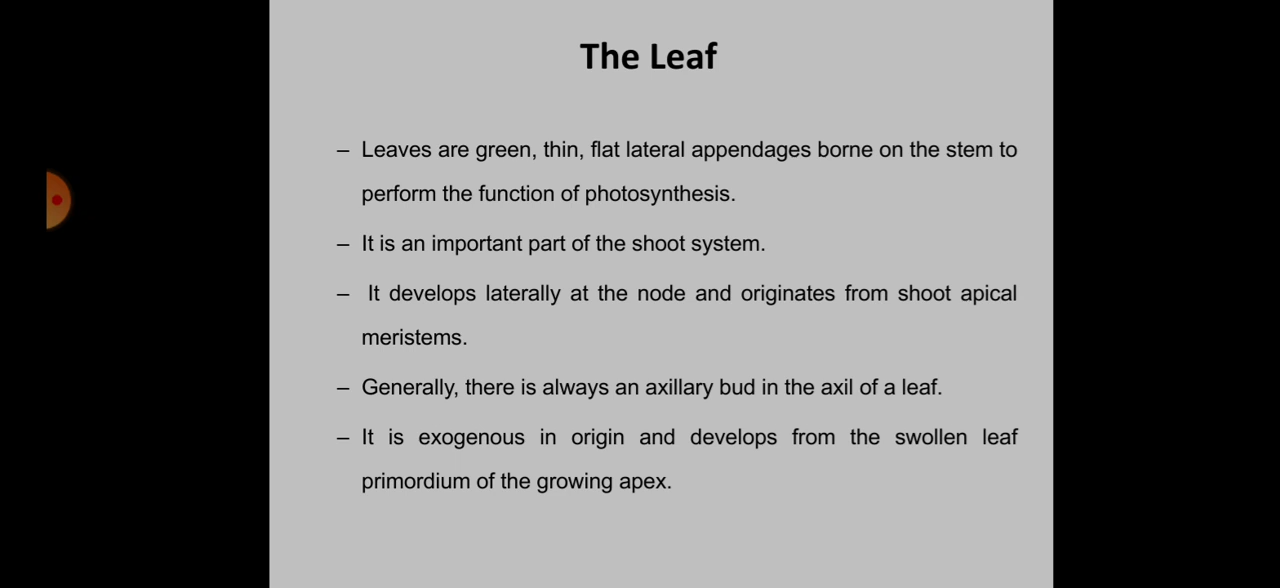 The Leaf
– Leaves are green, thin, flat lateral appendages borne on the stem to
perform the function of photosynthesis.
– It is an important part of the shoot system.
– It develops laterally at the node and originates from shoot apical
meristems.
– Generally, there is always an axillary bud in the axil of a leaf.
– It is exogenous in origin and develops from the swollen leaf
primordium of the growing apex.